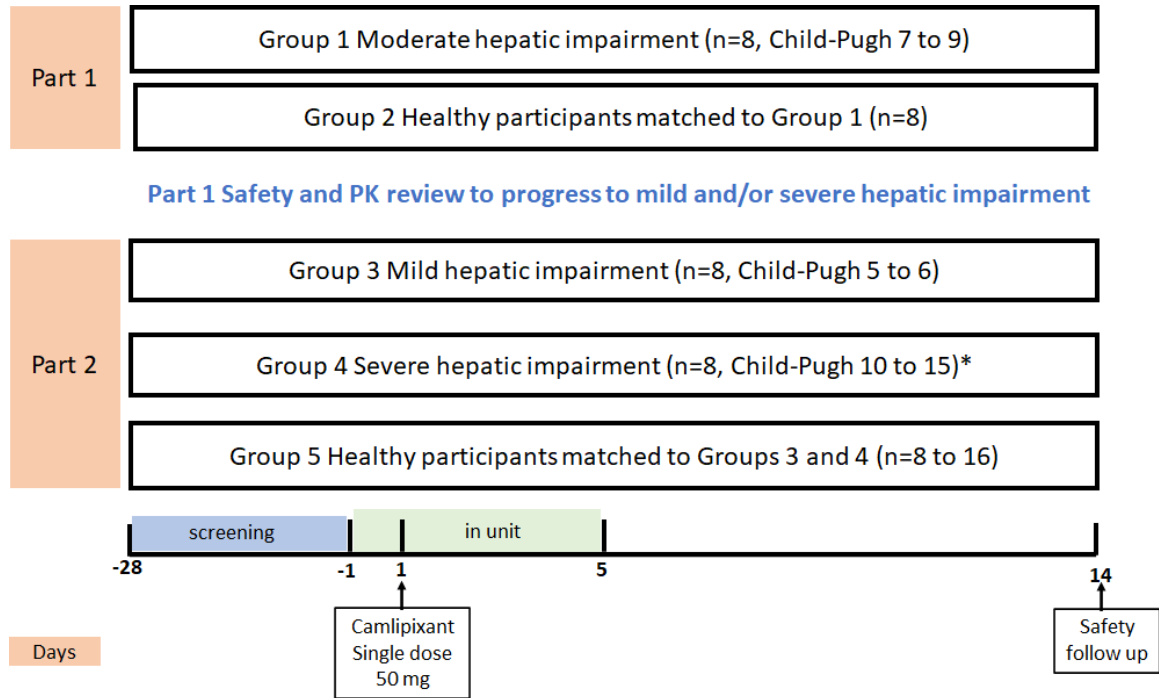 Part 1
Group 1 Moderate hepatic impairment (n=8, Child-Pugh 7 to 9)
Group 2 Healthy participants matched to Group 1 (n=8)
Part 1 Safety and PK review to progress to mild and/or severe hepatic impairment
Part 2
Group 3 Mild hepatic impairment (n=8, Child-Pugh 5 to 6)
Group 4 Severe hepatic impairment (n=8, Child-Pugh 10 to 15)*
Group 5 Healthy participants matched to Groups 3 and 4 (n=8 to 16)
screening
in unit
-28
-1
1
5
14
Camlipixant
Single dose
50 mg
Safety
follow up
Days